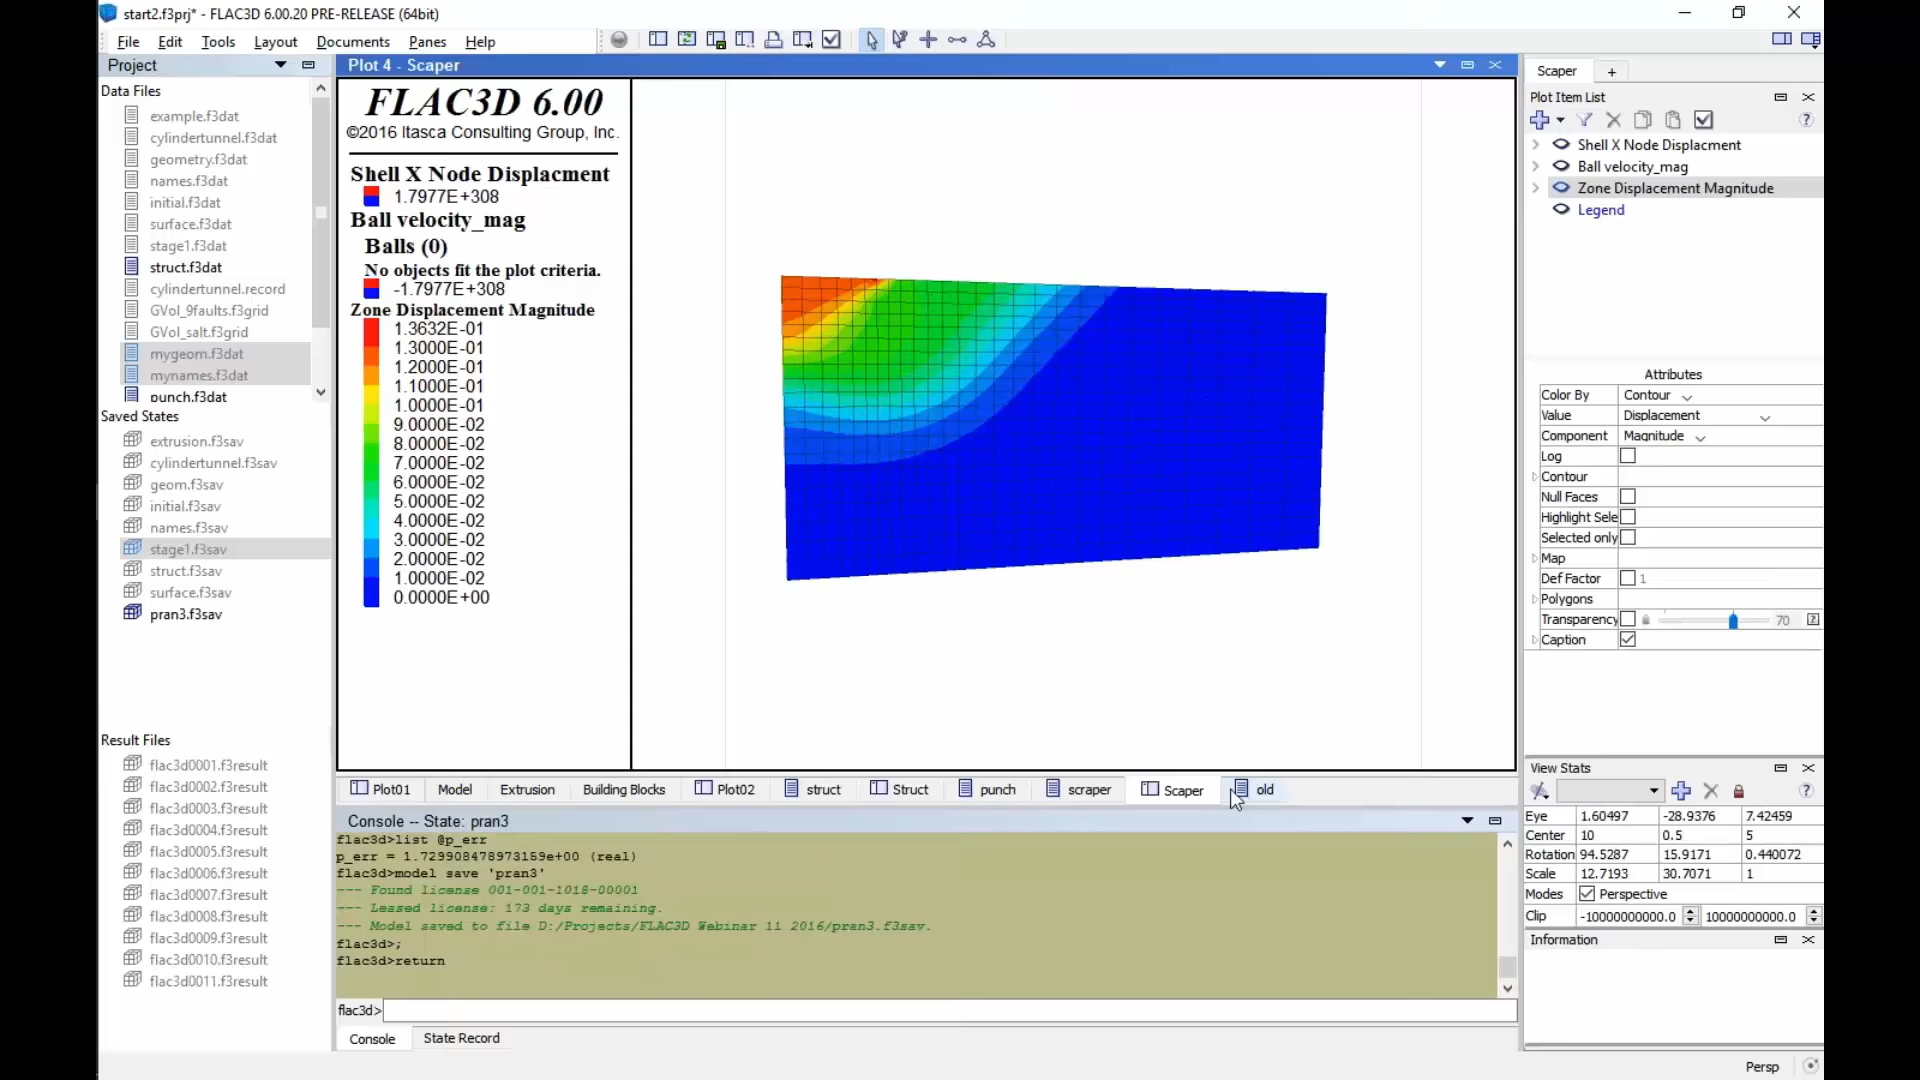 start2.f3prj* - FLAC3D 6.00.20 PRE-RELEASE (64bit)
File Edit Tools Layout Documents Panes Help
Project
Data Files
example.f3dat
cylindertunnel.f3dat
geometry.f3dat
names.f3dat
initial.f3dat
surface.f3dat
stage1.f3dat
struct.f3dat
cylindertunnel.record
GVol_9faults.f3grid
GVol_salt.f3grid
mygeom.f3dat
mynames.f3dat
punch.f3dat
Saved States
extrusion.f3sav
cylindertunnel.f3sav
geom.f3sav
initial.f3sav
names.f3sav
stage1.f3sav
struct.f3sav
surface.f3sav
pran3.f3sav
Result Files
flac3d0001.f3result
flac3d0002.f3result
flac3d0003.f3result
flac3d0004.f3result
flac3d0005.f3result
flac3d0006.f3result
flac3d0007.f3result
flac3d0008.f3result
flac3d0009.f3result
flac3d0010.f3result
flac3d0011.f3result
Plot 4 - Scaper
FLAC3D 6.00
©2016 Itasca Consulting Group, Inc.
Shell X Node Displacment
1.7977E+308
Ball velocity_mag
Balls (0)
No objects fit the plot criteria.
-1.7977E+308
Zone Displacement Magnitude
1.3632E-01
1.3000E-01
1.2000E-01
1.1000E-01
1.0000E-01
9.0000E-02
8.0000E-02
7.0000E-02
6.0000E-02
5.0000E-02
4.0000E-02
3.0000E-02
2.0000E-02
1.0000E-02
0.0000E+00
Plot01 Model Extrusion Building Blocks Plot02 struct Struct punch scraper Scaper old
Console -- State: pran3
flac3d>list @p_err
p_err = 1.729908478973159e+00 (real)
flac3d>model save 'pran3'
--- Found license 001-001-1018-00001
--- Leased license: 173 days remaining.
--- Model saved to file D:/Projects/FLAC3D Webinar 11 2016/pran3.f3sav.
flac3d>;
flac3d>return
flac3d>
Console State Record
Scaper +
Plot Item List
Shell X Node Displacment
Ball velocity_mag
Zone Displacement Magnitude
Legend
Attributes
Color By Contour
Value Displacement
Component Magnitude
Log
Contour
Null Faces
Highlight Sele
Selected only
Map
Def Factor 1
Polygons
Transparency 70
Caption
View Stats
Eye 1.60497 -28.9376 7.42459
Center 10 0.5 5
Rotation 94.5287 15.9171 0.440072
Scale 12.7193 30.7071 1
Modes Perspective
Clip -10000000000.0 10000000000.0
Information
Persp